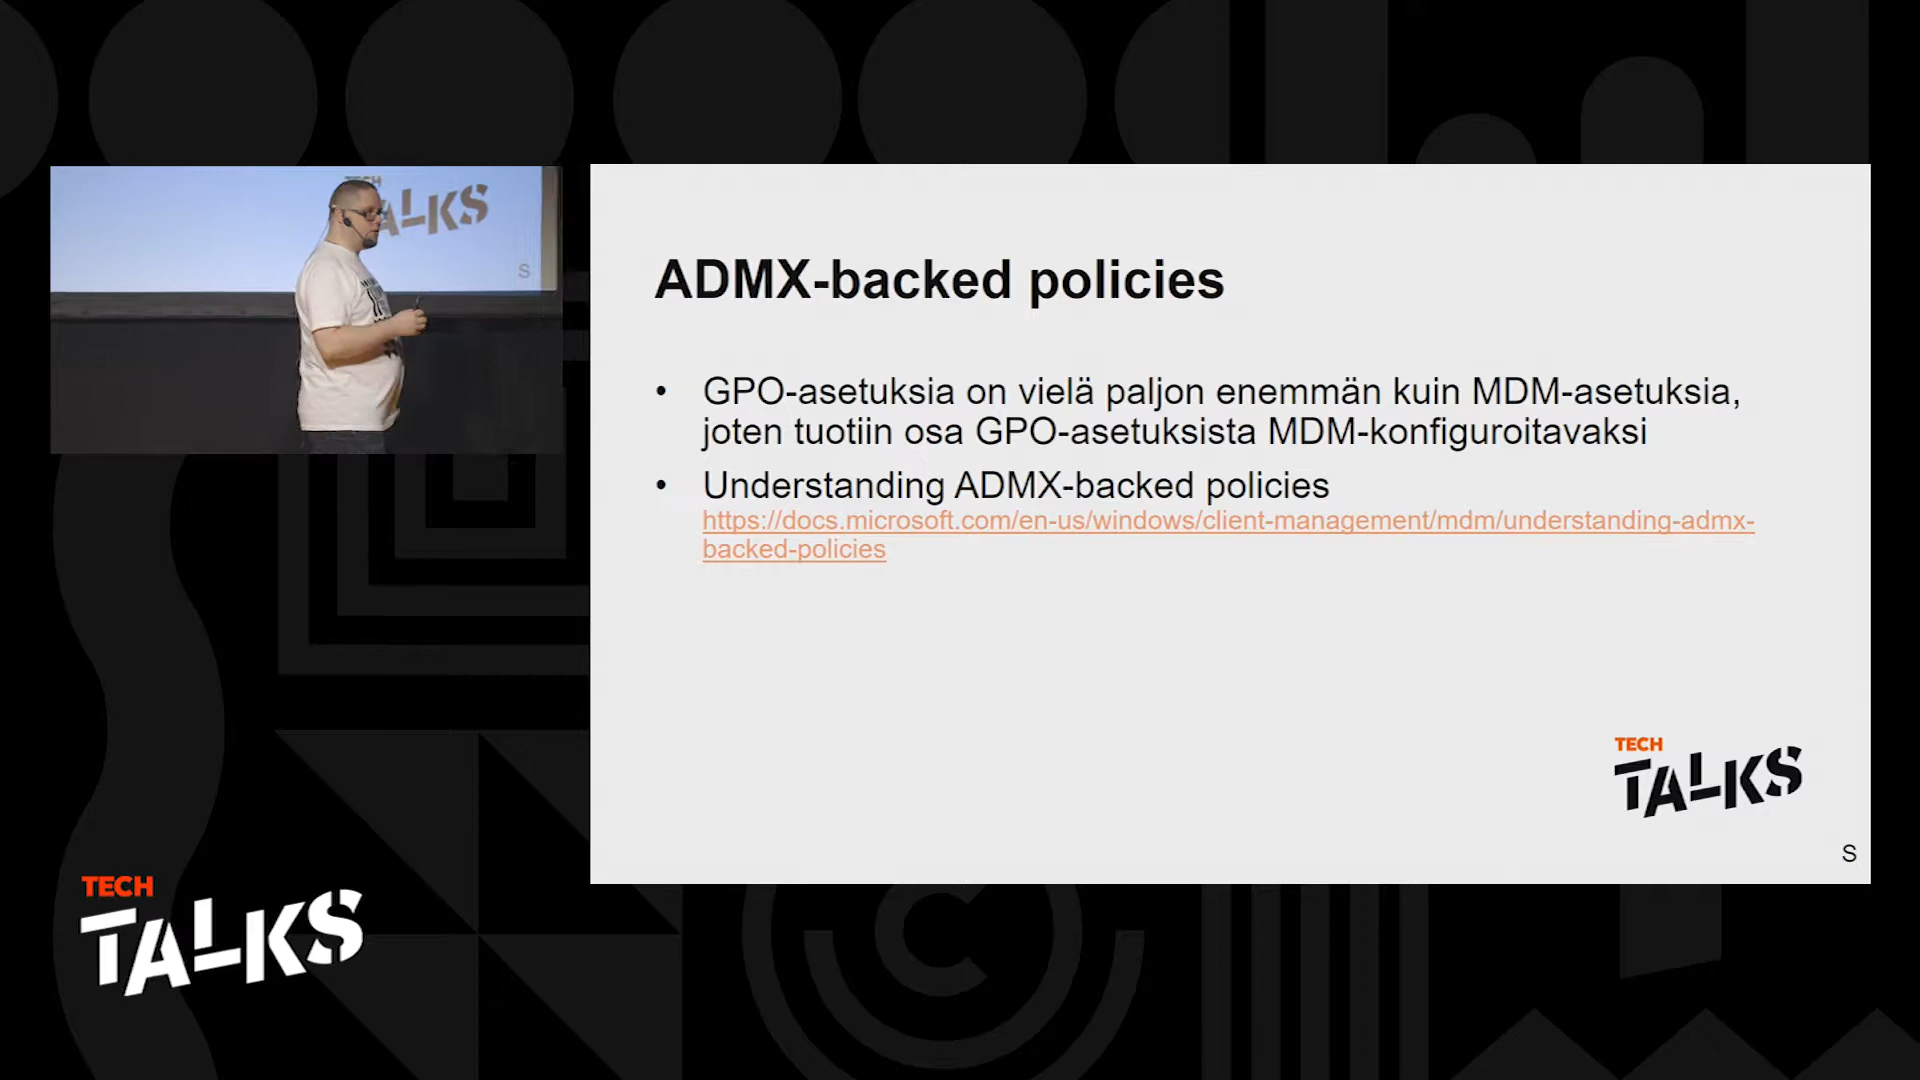 TECH
ALKS
S
ADMX-backed policies
• GPO-asetuksia on vielä paljon enemmän kuin MDM-asetuksia,
joten tuotiin osa GPO-asetuksista MDM-konfiguroitavaksi
• Understanding ADMX-backed policies
https://docs.microsoft.com/en-us/windows/client-management/mdm/understanding-admx-
backed-policies
TECH
TALKS
S
TECH
TALKS